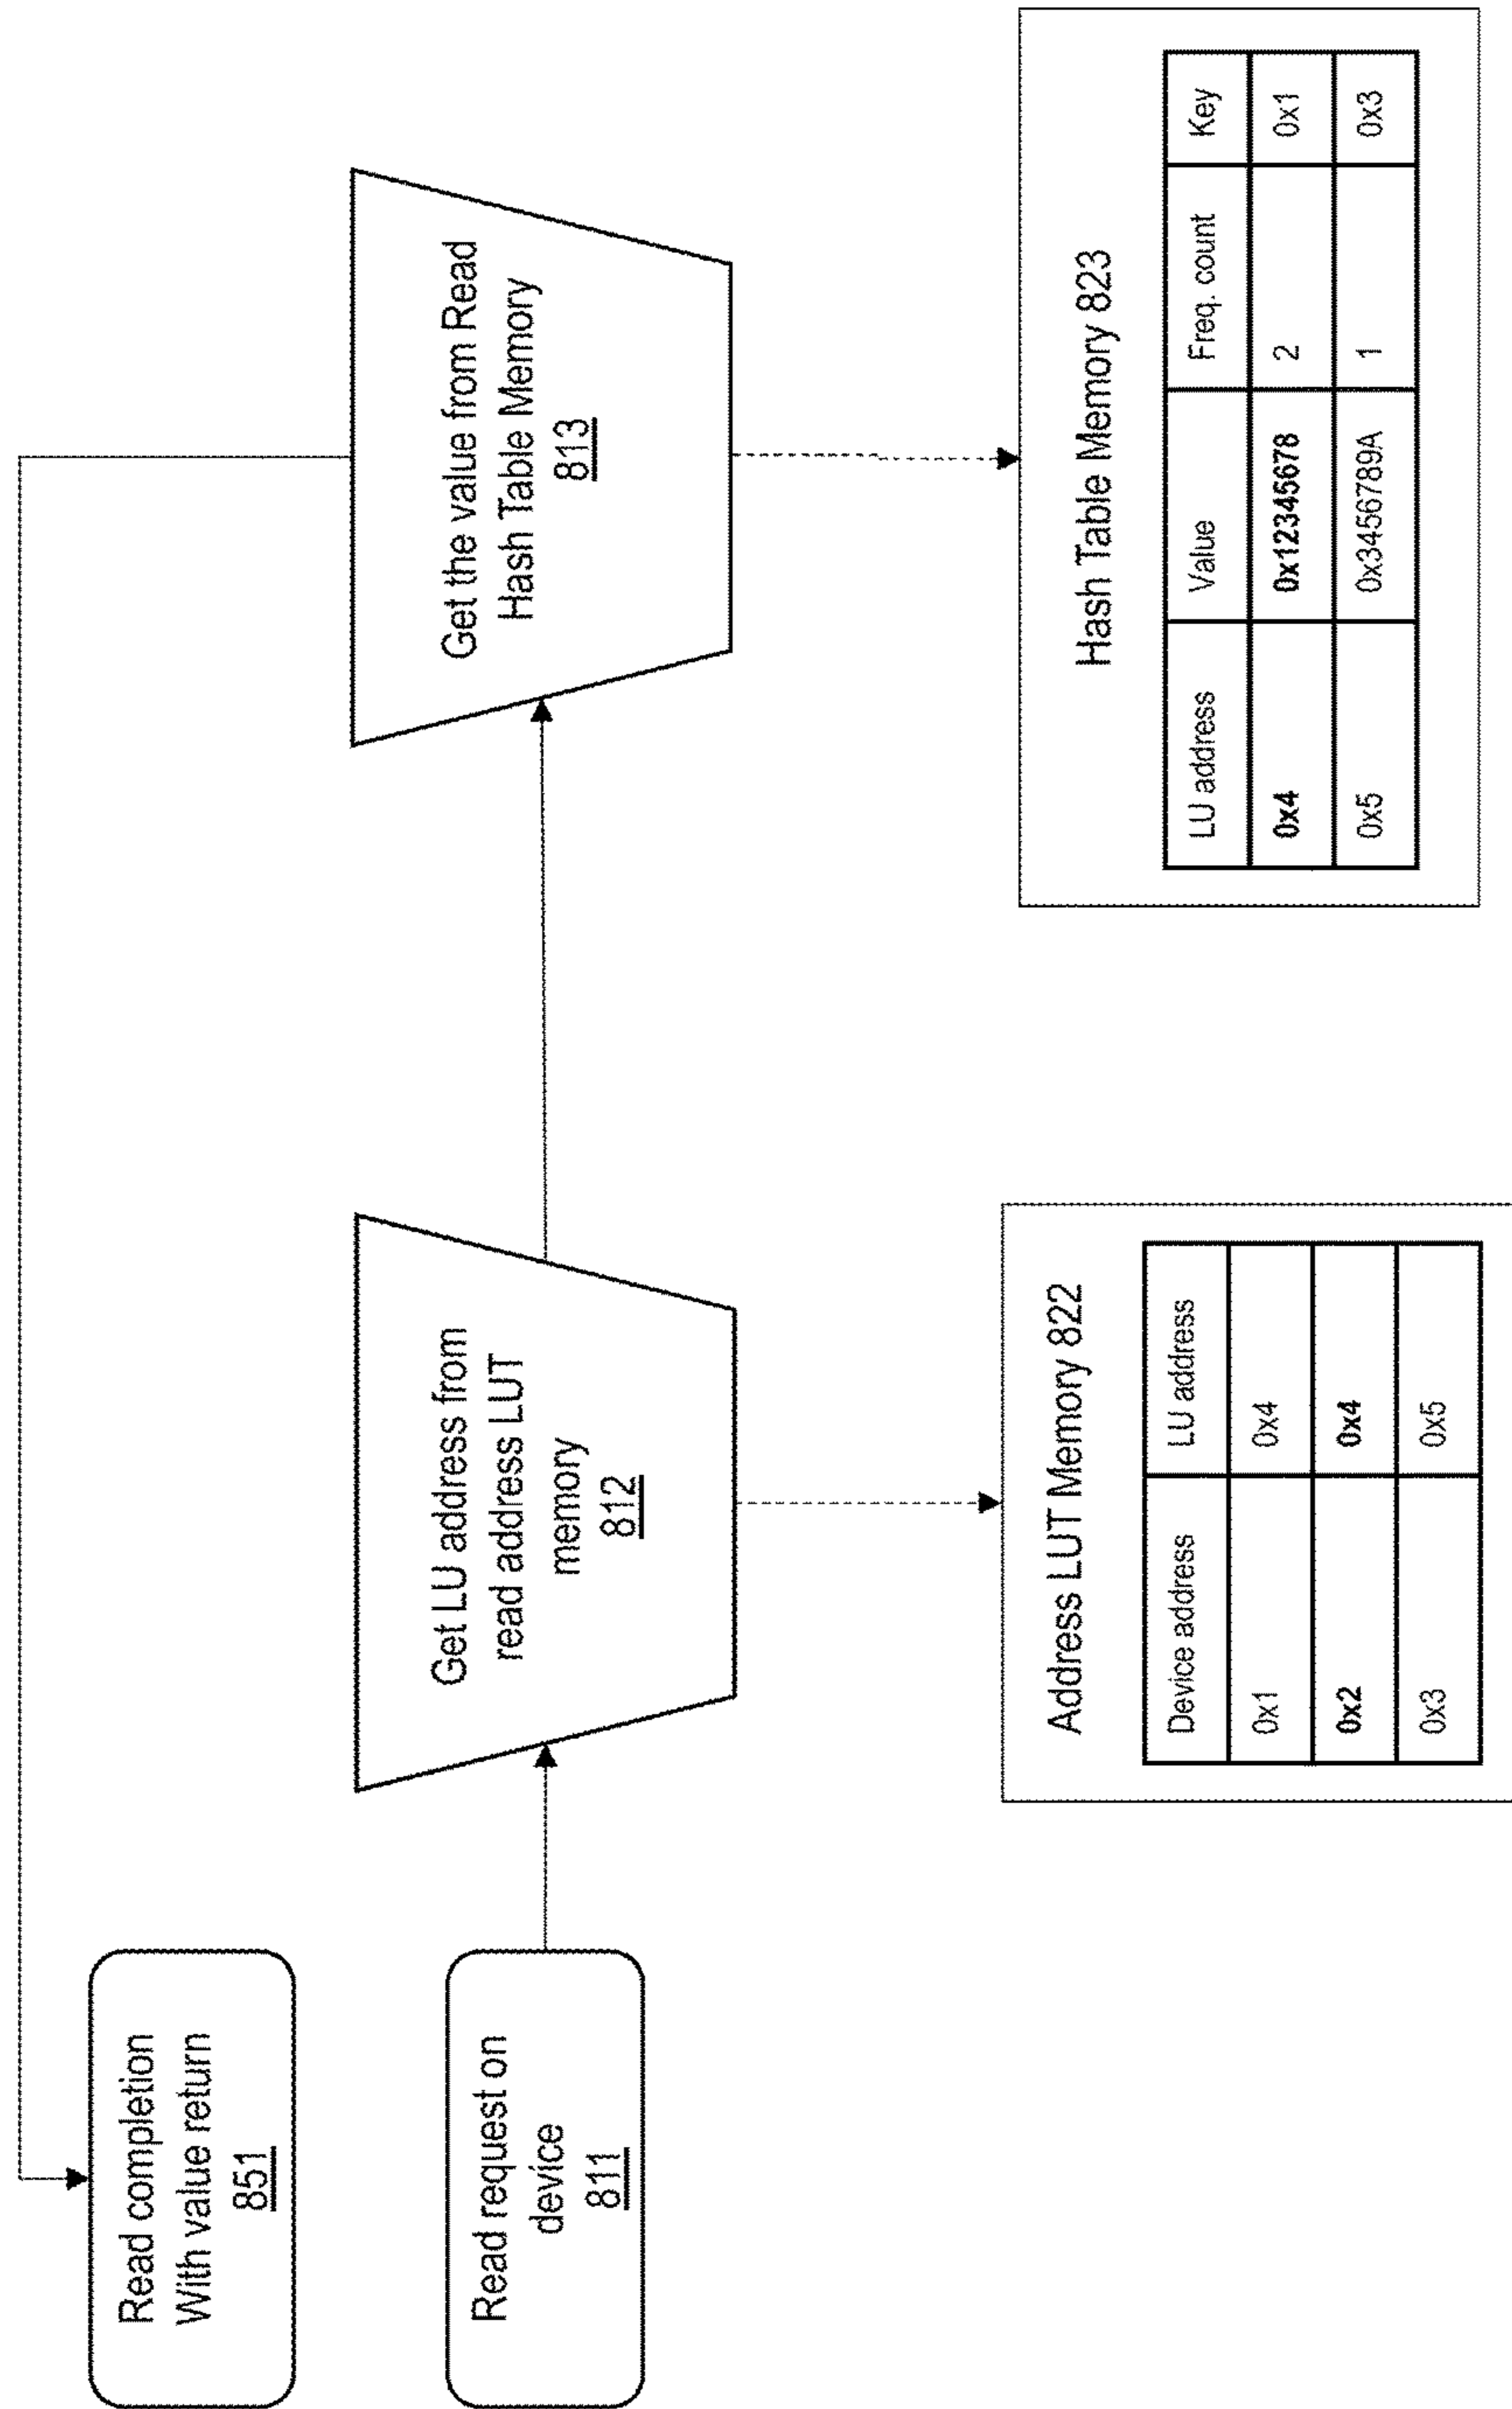 Read completion
With value return
851
Read request on
device
811
Get LU address from
read address LUT
memory
812
Get the value from Read
Hash Table Memory
813
Address LUT Memory 822
Device address LU address
0x1 0x4
0x2 0x4
0x3 0x5
Hash Table Memory 823
LU address Value Freq. count Key
0x4 0x12345678 2 0x1
0x5 0x3456789A 1 0x3